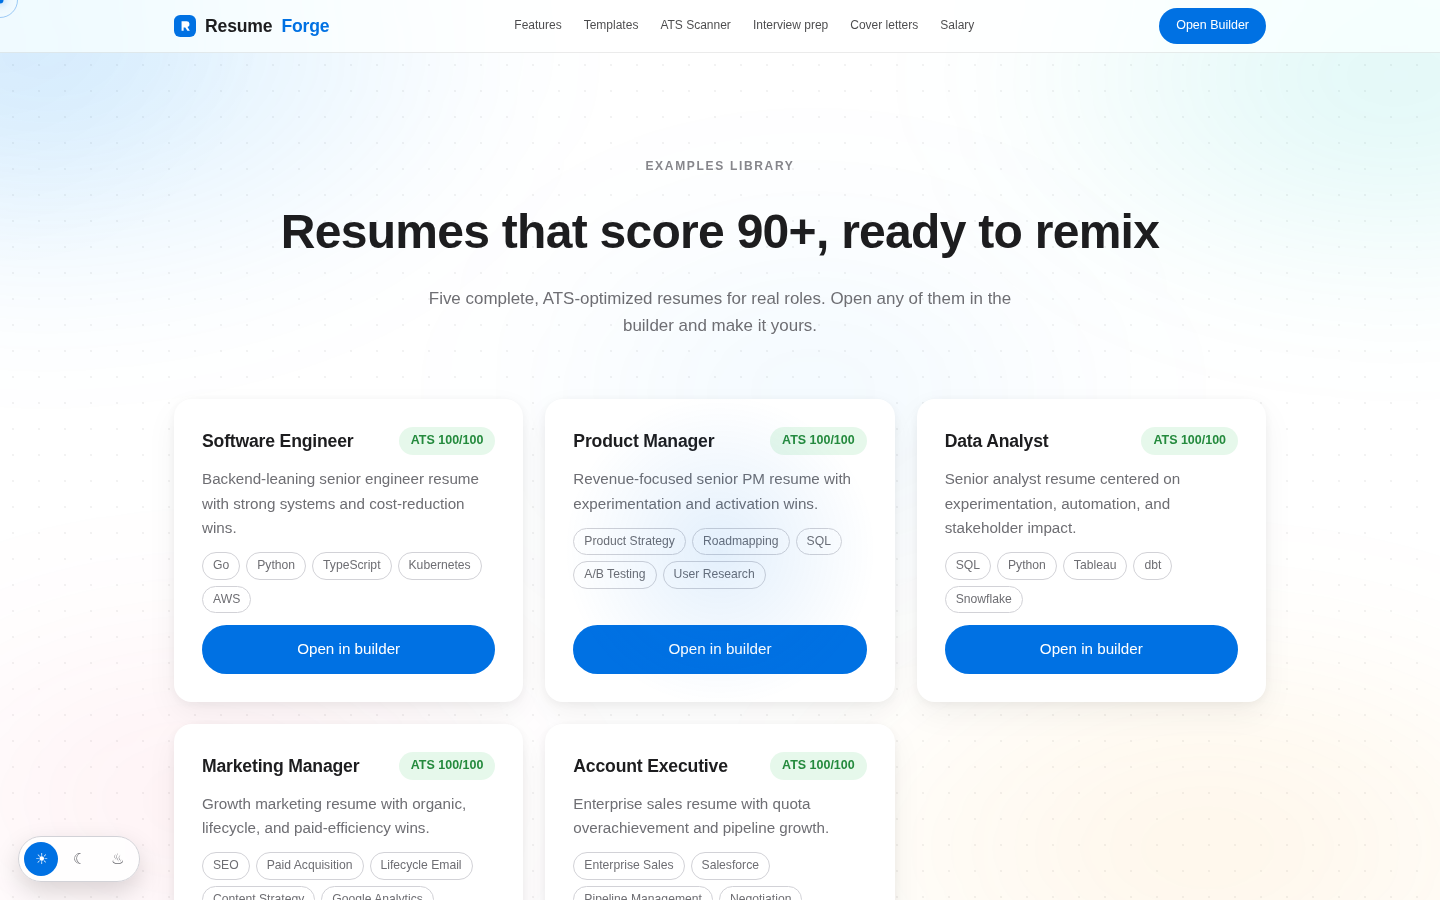 Resume Forge
Features Templates ATS Scanner Interview prep Cover letters Salary
Open Builder
EXAMPLES LIBRARY
Resumes that score 90+, ready to remix
Five complete, ATS-optimized resumes for real roles. Open any of them in the
builder and make it yours.
Software Engineer
ATS 100/100
Backend-leaning senior engineer resume
with strong systems and cost-reduction
wins.
Go Python TypeScript Kubernetes
AWS
Open in builder
Product Manager
ATS 100/100
Revenue-focused senior PM resume with
experimentation and activation wins.
Product Strategy Roadmapping SQL
A/B Testing User Research
Open in builder
Data Analyst
ATS 100/100
Senior analyst resume centered on
experimentation, automation, and
stakeholder impact.
SQL Python Tableau dbt
Snowflake
Open in builder
Marketing Manager
ATS 100/100
Growth marketing resume with organic,
lifecycle, and paid-efficiency wins.
SEO Paid Acquisition Lifecycle Email
Content Strategy Google Analytics
Account Executive
ATS 100/100
Enterprise sales resume with quota
overachievement and pipeline growth.
Enterprise Sales Salesforce
Pipeline Management Negotiation